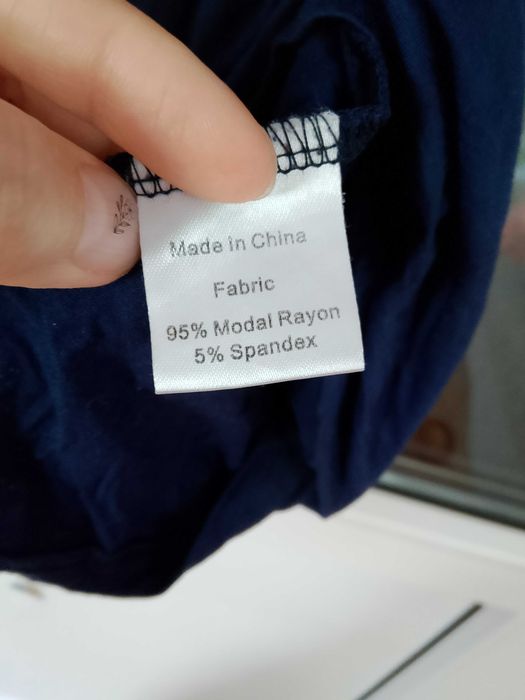 Made in China
Fabric
95% Modal Rayon
5% Spandex